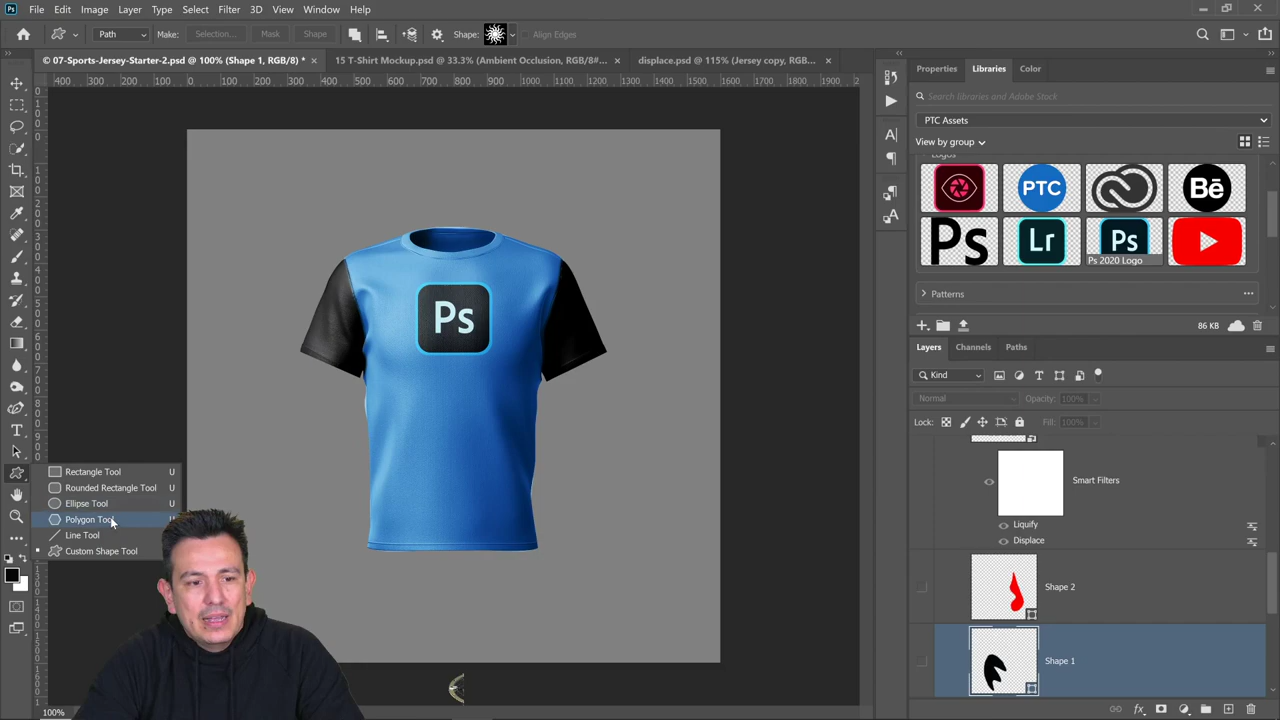 Ps File Edit Image Layer Type Select Filter 3D View Window Help
Path Make: Selection... Mask Shape Shape: Align Edges
© 07-Sports-Jersey-Starter-2.psd @ 100% (Shape 1, RGB/8) * × 15 T-Shirt Mockup.psd @ 33.3% (Ambient Occlusion, RGB/8#... × displace.psd @ 115% (Jersey copy, RGB... ×
400 300 200 100 0 100 200 300 400 500 600 700 800 900 1000 1100 1200 1300 1400 1500 1600 1700 1800 1900 2
Properties Libraries Color
Search libraries and Adobe Stock
PTC Assets
View by group
Logos
PTC
Bē
Ps Lr Ps
Ps 2020 Logo
Patterns
86 KB
Ps
Layers Channels Paths
Kind
Normal Opacity: 100%
Lock: Fill: 100%
Smart Filters
Liquify
Displace
Shape 2
Shape 1
Rectangle Tool U
Rounded Rectangle Tool U
Ellipse Tool U
Polygon Tool U
Line Tool
Custom Shape Tool
100%